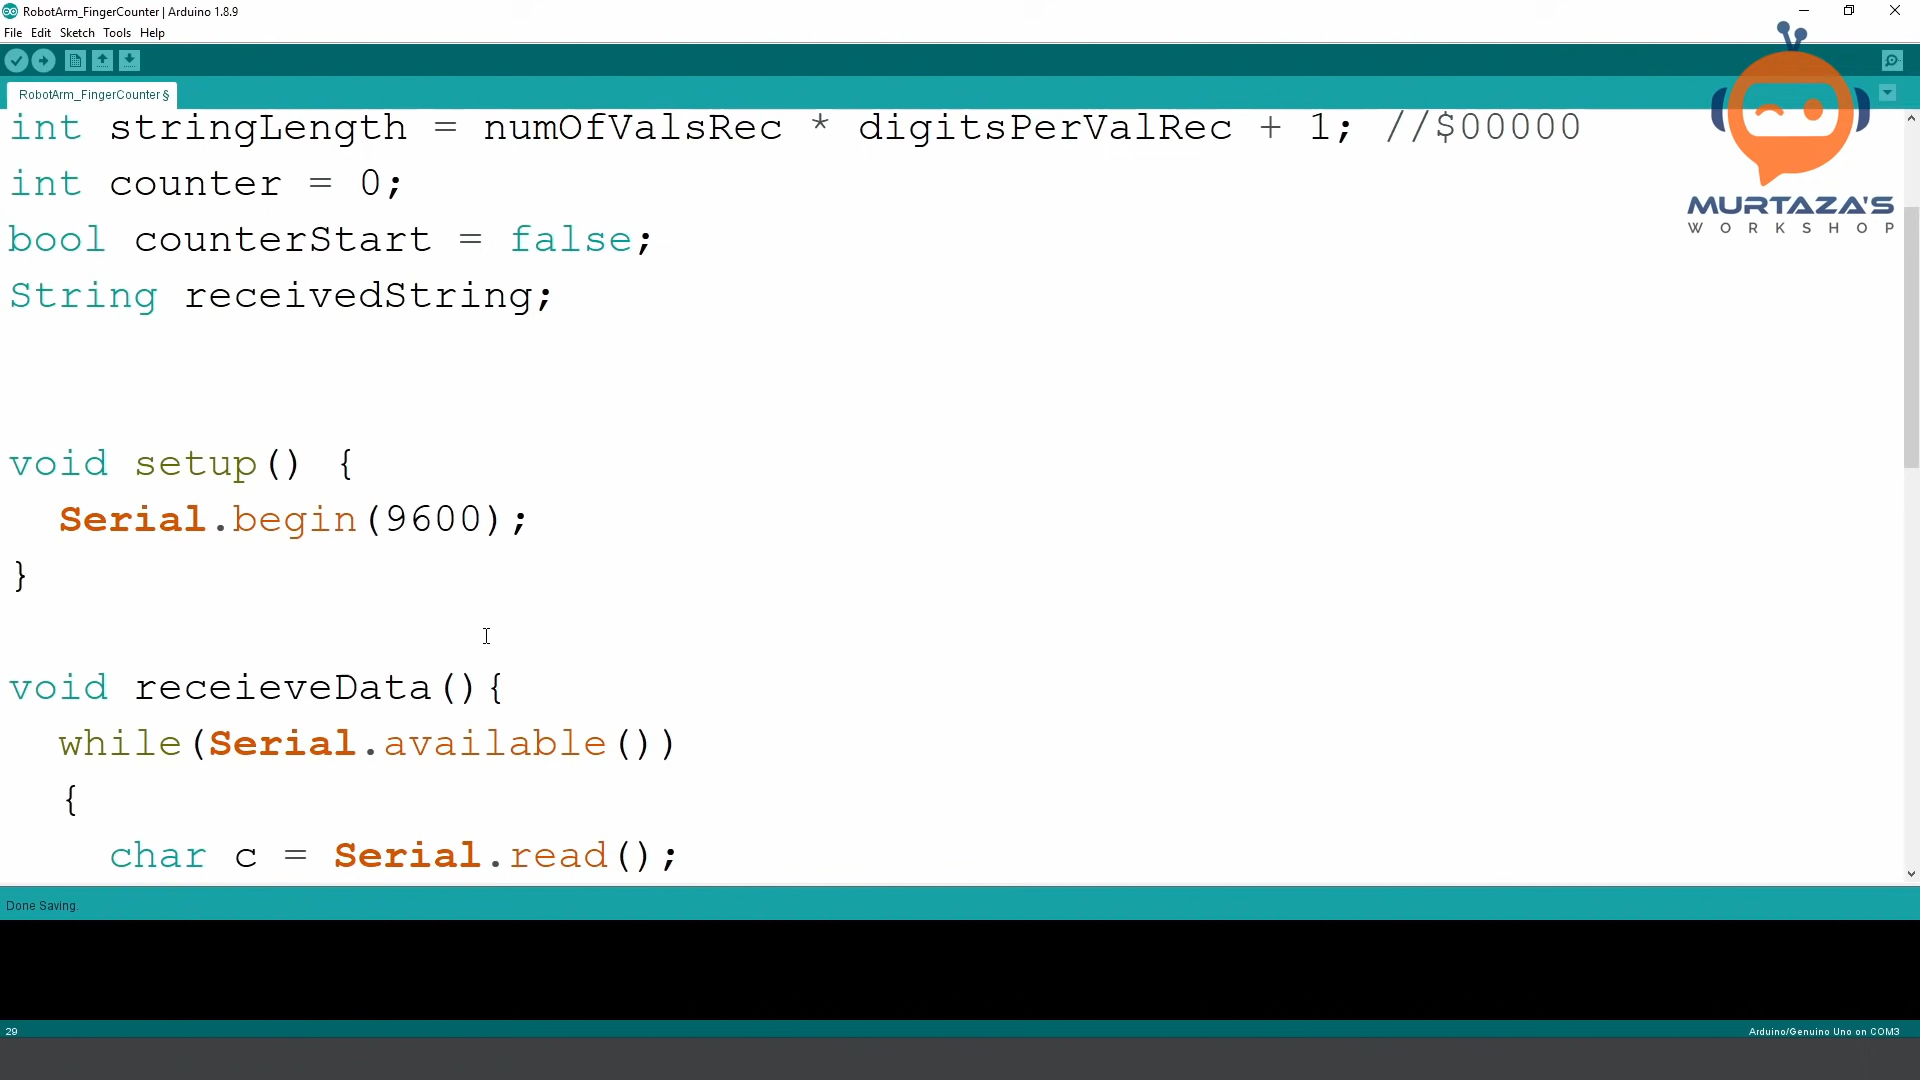 RobotArm_FingerCounter | Arduino 1.8.9
File Edit Sketch Tools Help
RobotArm_FingerCounter §
int stringLength = numOfValsRec * digitsPerValRec + 1; //$00000
int counter = 0;
bool counterStart = false;
String receivedString;
MURTAZA'S
WORKSHOP
void setup() {
Serial.begin(9600);
}
void receieveData(){
while(Serial.available())
{
char c = Serial.read();
Done Saving.
29
Arduino/Genuino Uno on COM3